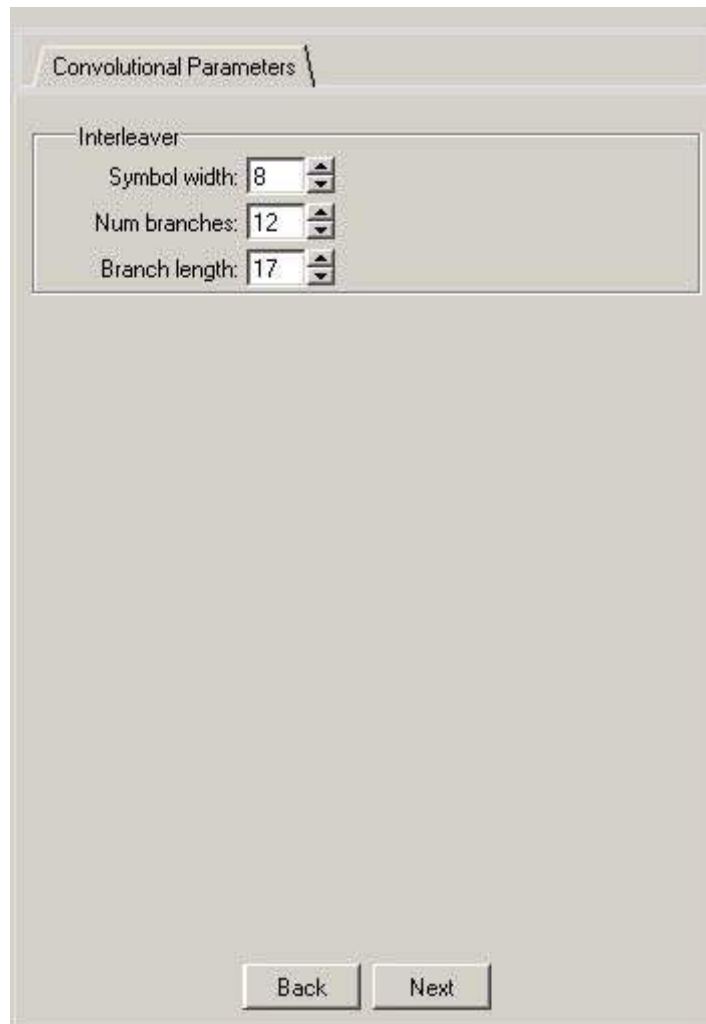 Convolutional Parameters
Interleaver
Symbol width: 8
Num branches: 12
Branch length: 17
Back Next